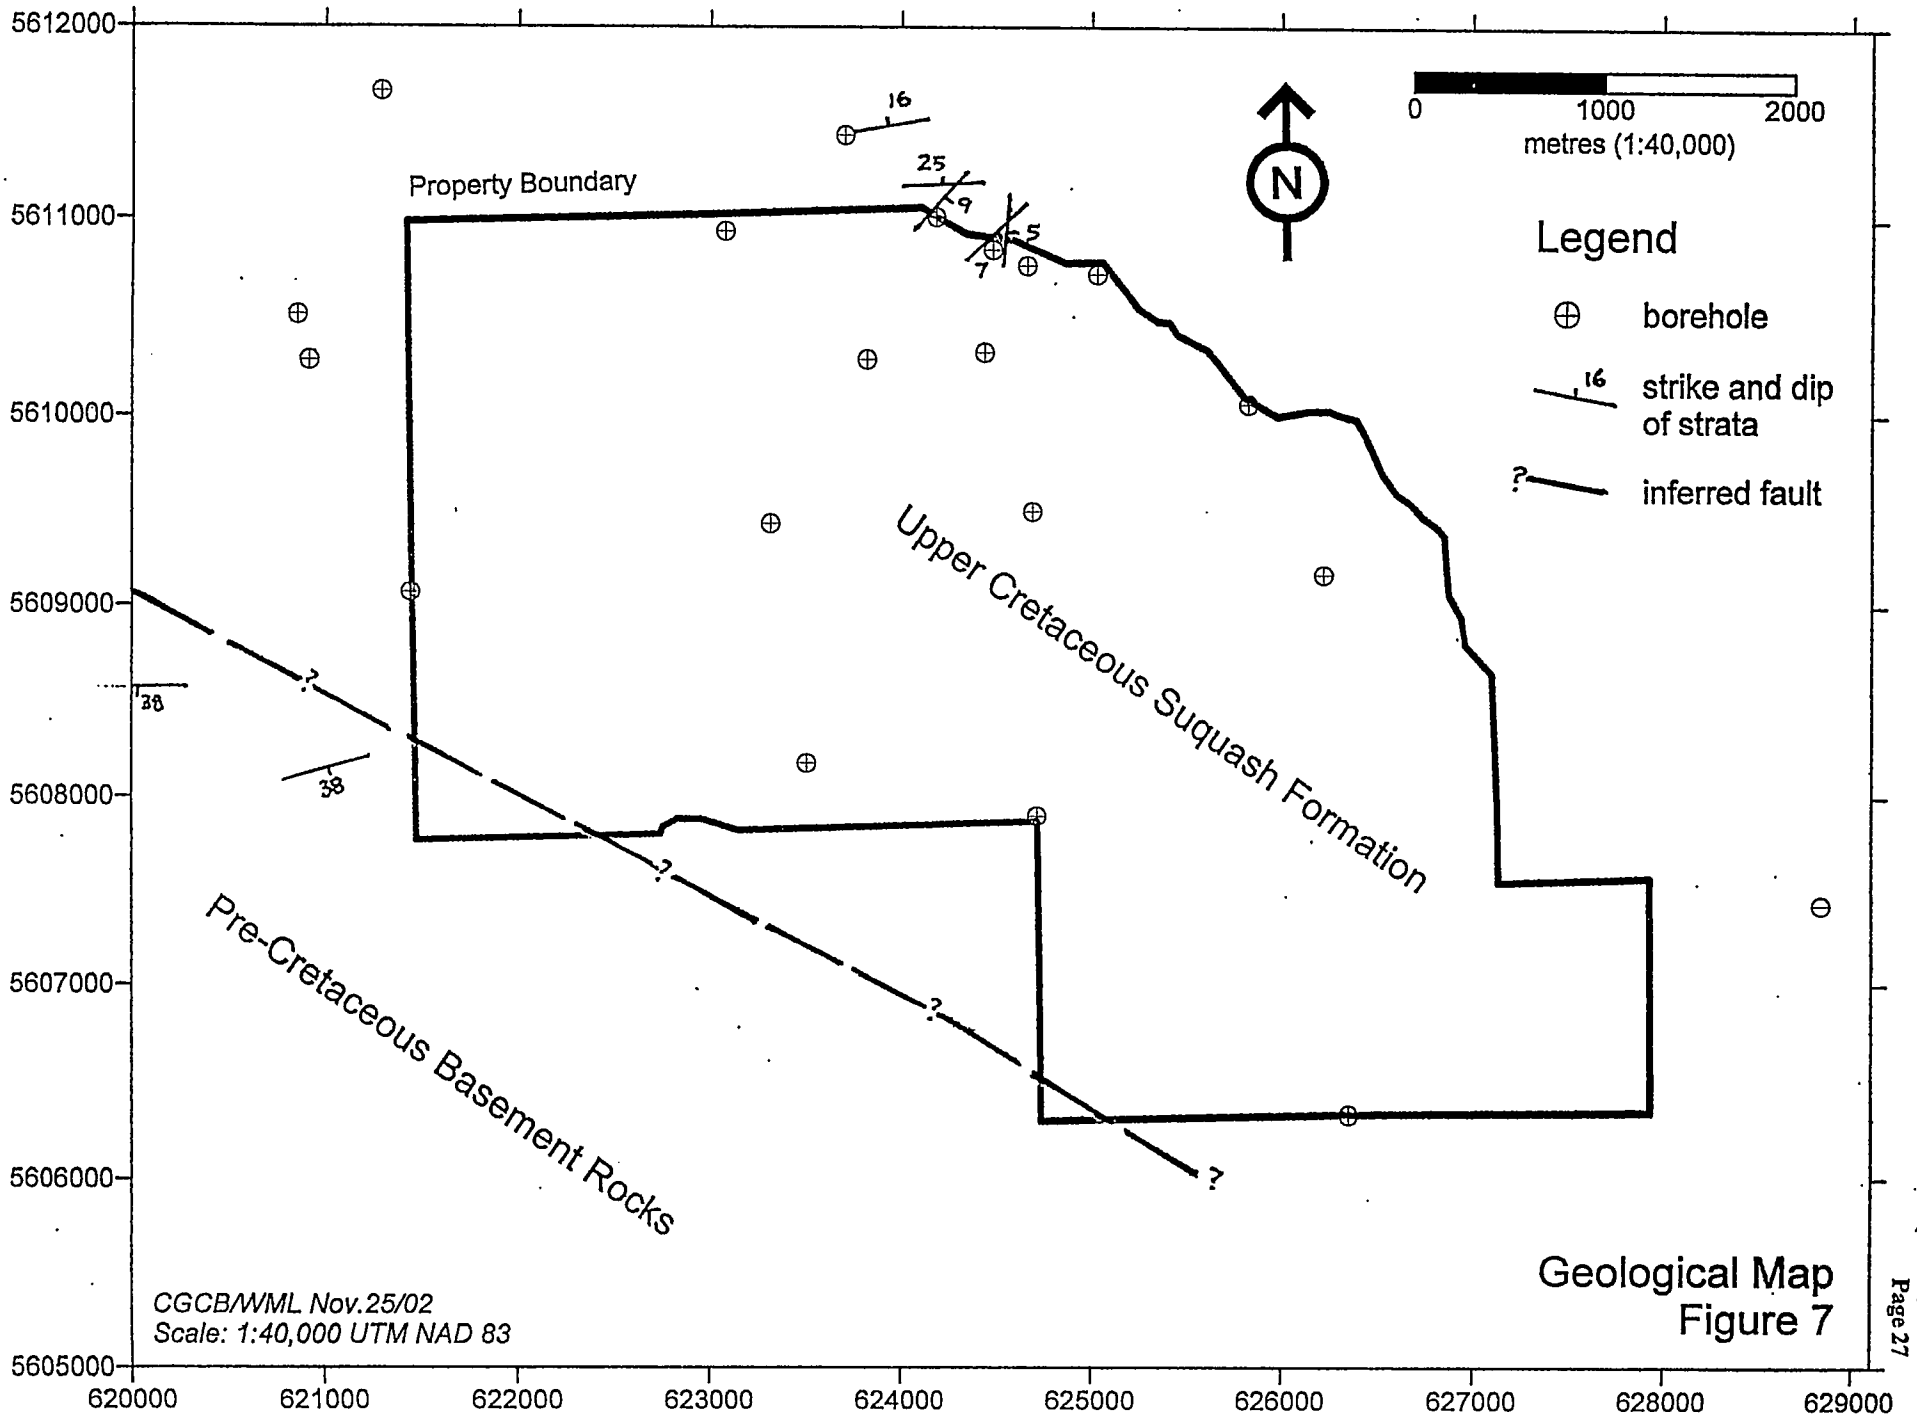 5612000
5611000
5610000
5609000
5608000
5607000
5606000
5605000
620000 621000 622000 623000 624000 625000 626000 627000 628000 629000
0 1000 2000
metres (1:40,000)
N
16
25
9
5
7
Property Boundary
Legend
borehole
16
strike and dip
of strata
?
inferred fault
Upper Cretaceous Suquash Formation
?
38
38
?
?
?
Pre-Cretaceous Basement Rocks
CGCB/WML Nov.25/02
Scale: 1:40,000 UTM NAD 83
Geological Map
Figure 7
Page 27